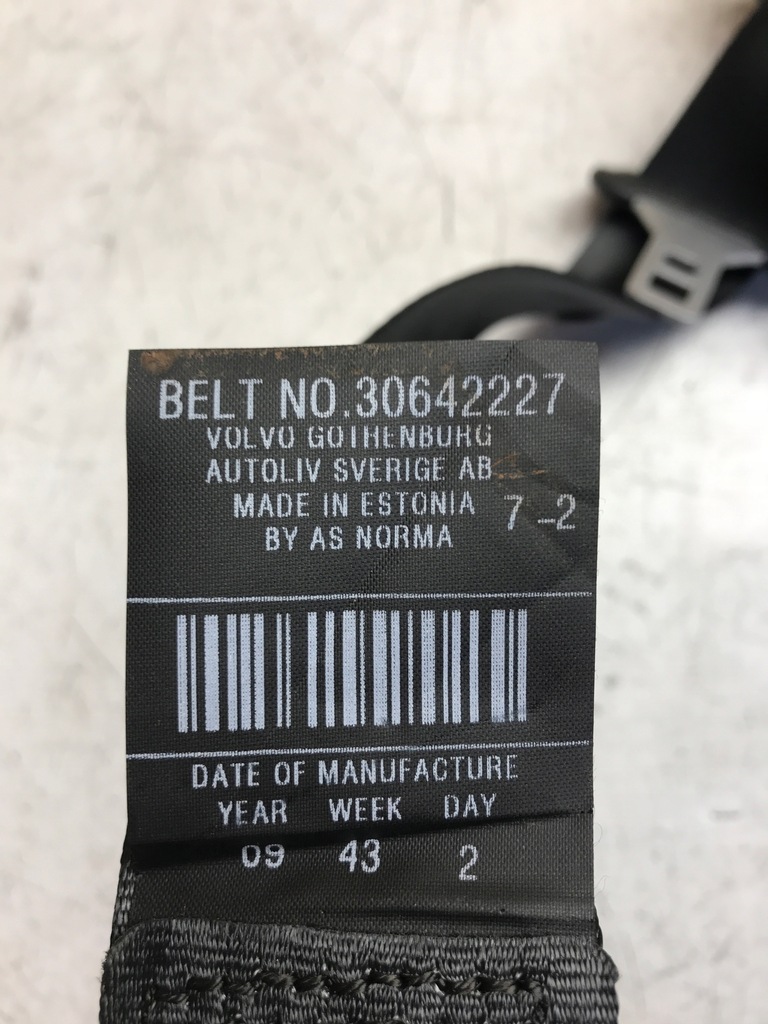 BELT NO.30642227
VOLVO GOTHENBURG
AUTOLIV SVERIGE AB
MADE IN ESTONIA 7-2
BY AS NORMA
DATE OF MANUFACTURE
YEAR WEEK DAY
09 43 2